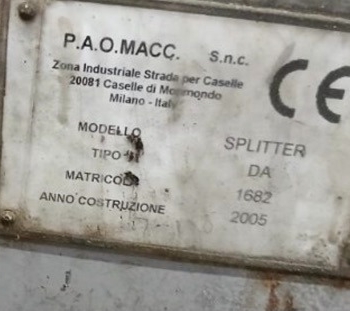 P.A.O.MACC. S.n.c.
Zona Industriale Strada per Caselle
20081 Caselle di Morimondo
Milano - Italy
CE
MODELLO SPLITTER
TIPO DA
MATRICOLA 1682
ANNO COSTRUZIONE 2005